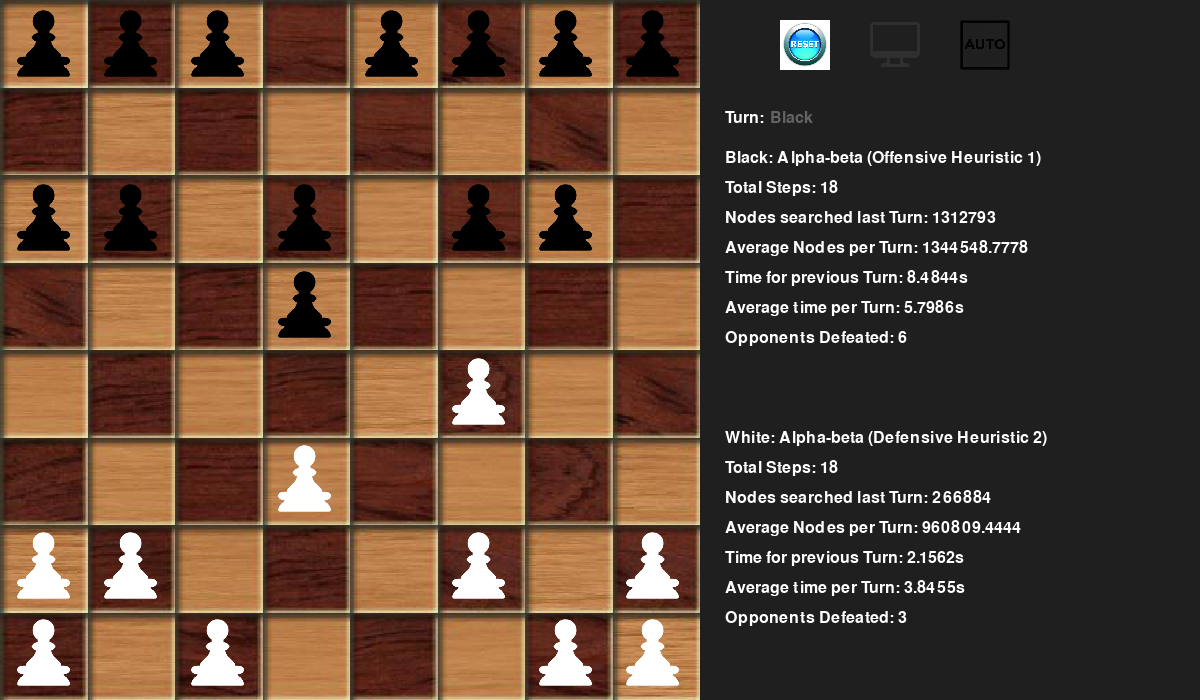 RESET
AUTO
Turn: Black
Black: Alpha-beta (Offensive Heuristic 1)
Total Steps: 18
Nodes searched last Turn: 1312793
Average Nodes per Turn: 1344548.7778
Time for previous Turn: 8.4844s
Average time per Turn: 5.7986s
Opponents Defeated: 6
White: Alpha-beta (Defensive Heuristic 2)
Total Steps: 18
Nodes searched last Turn: 266884
Average Nodes per Turn: 960809.4444
Time for previous Turn: 2.1562s
Average time per Turn: 3.8455s
Opponents Defeated: 3